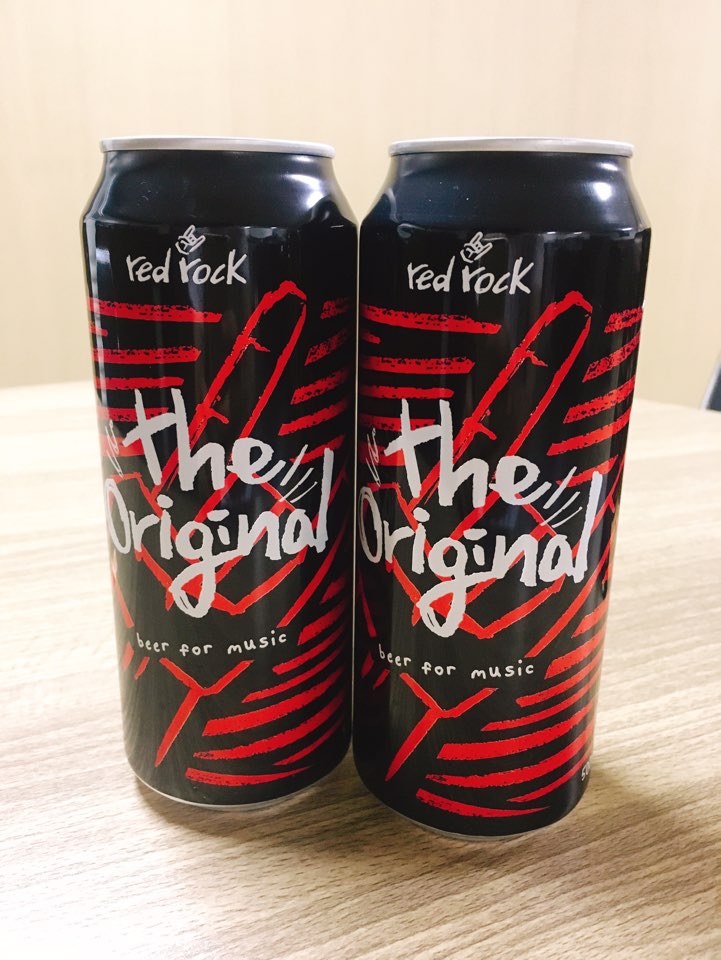 red rock
the
Original
beer for music
red rock
the
Original
beer for music